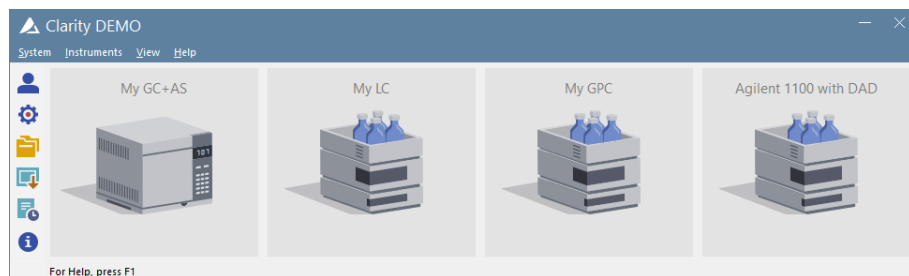 Clarity DEMO
System Instruments View Help
My GC+AS My LC My GPC Agilent 1100 with DAD
107
For Help, press F1